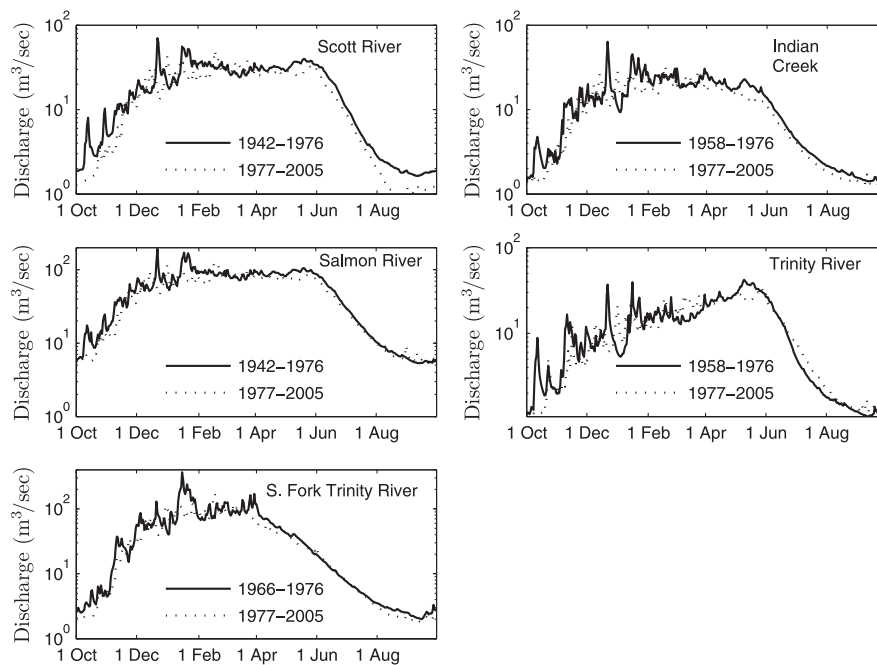 Scott River
Discharge (m³/sec)
10²
10¹
10⁰
1942–1976
1977–2005
1 Oct 1 Dec 1 Feb 1 Apr 1 Jun 1 Aug
Indian
Creek
Discharge (m³/sec)
10²
10¹
10⁰
1958–1976
1977–2005
1 Oct 1 Dec 1 Feb 1 Apr 1 Jun 1 Aug
Salmon River
Discharge (m³/sec)
10²
10¹
10⁰
1942–1976
1977–2005
1 Oct 1 Dec 1 Feb 1 Apr 1 Jun 1 Aug
Trinity River
Discharge (m³/sec)
10²
10¹
1958–1976
1977–2005
1 Oct 1 Dec 1 Feb 1 Apr 1 Jun 1 Aug
S. Fork Trinity River
Discharge (m³/sec)
10²
10¹
10⁰
1966–1976
1977–2005
1 Oct 1 Dec 1 Feb 1 Apr 1 Jun 1 Aug